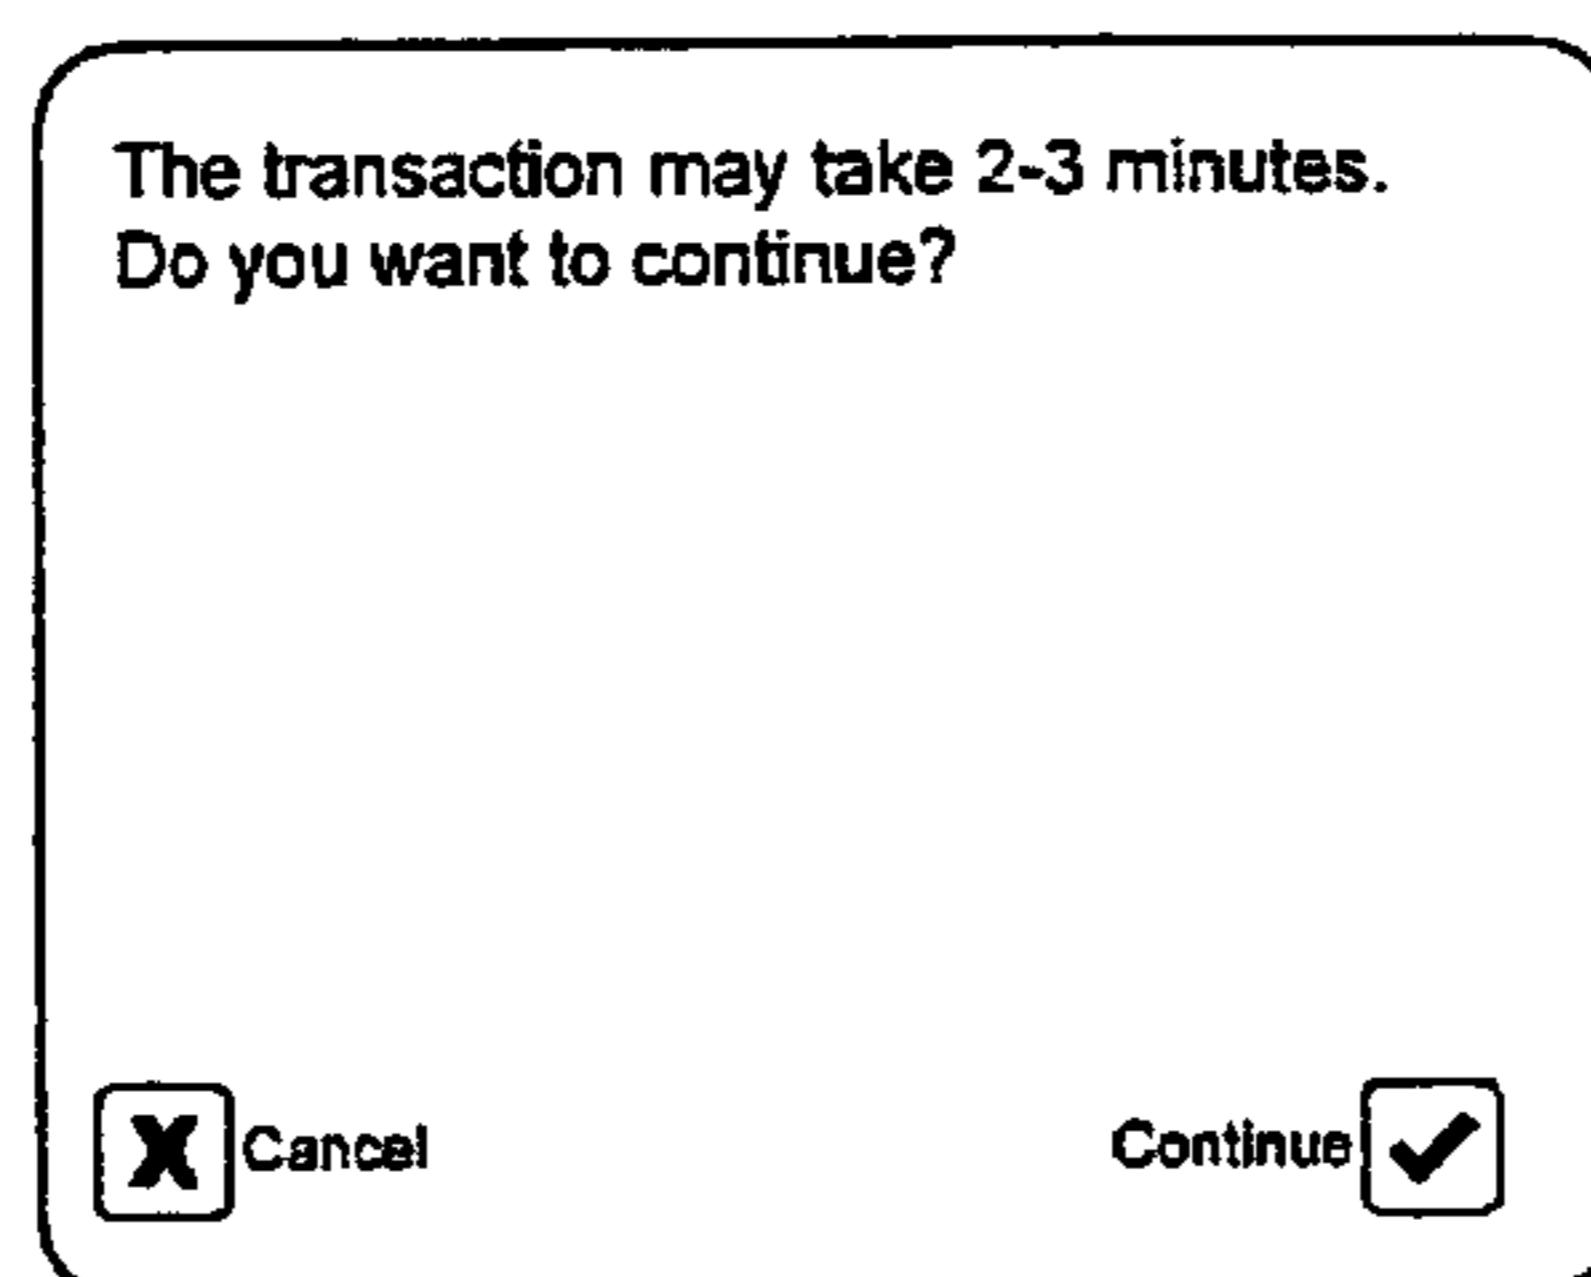 The transaction may take 2-3 minutes.
Do you want to continue?
X Cancel
Continue ✓